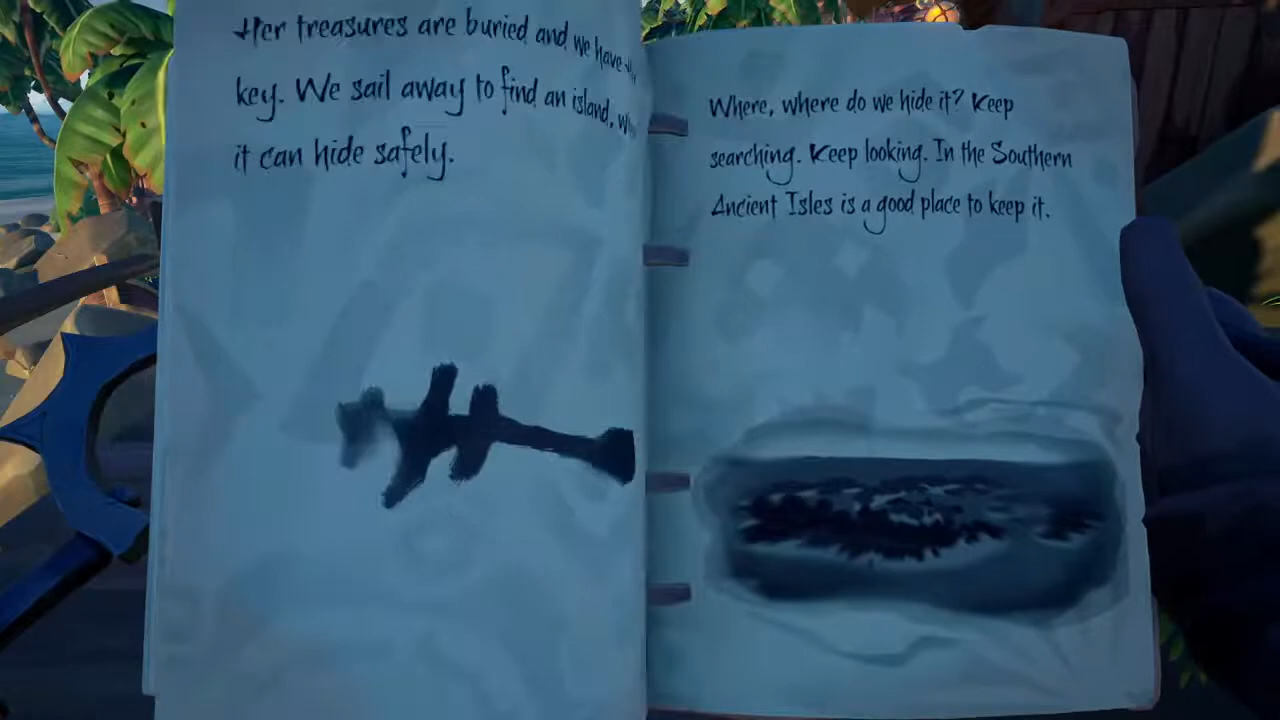 Her treasures are buried and we have
key. We sail away to find an island,
it can hide safely.
Where, where do we hide it? Keep
searching. Keep looking. In the Southern
Ancient Isles is a good place to keep it.